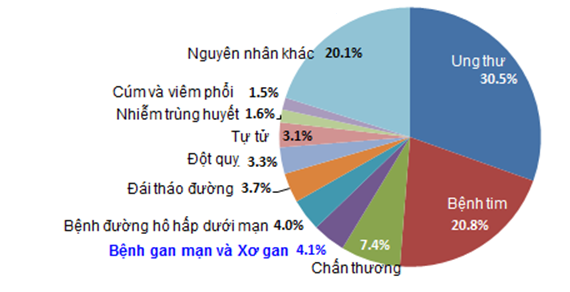 Nguyên nhân khác 20.1%
Ung thư
30.5%
Cúm và viêm phổi 1.5%
Nhiễm trùng huyết 1.6%
Tự tử 3.1%
Đột quỵ 3.3%
Đái tháo đường 3.7%
Bệnh tim
20.8%
Bệnh đường hô hấp dưới mạn 4.0%
Bệnh gan mạn và Xơ gan 4.1%
7.4%
Chấn thương